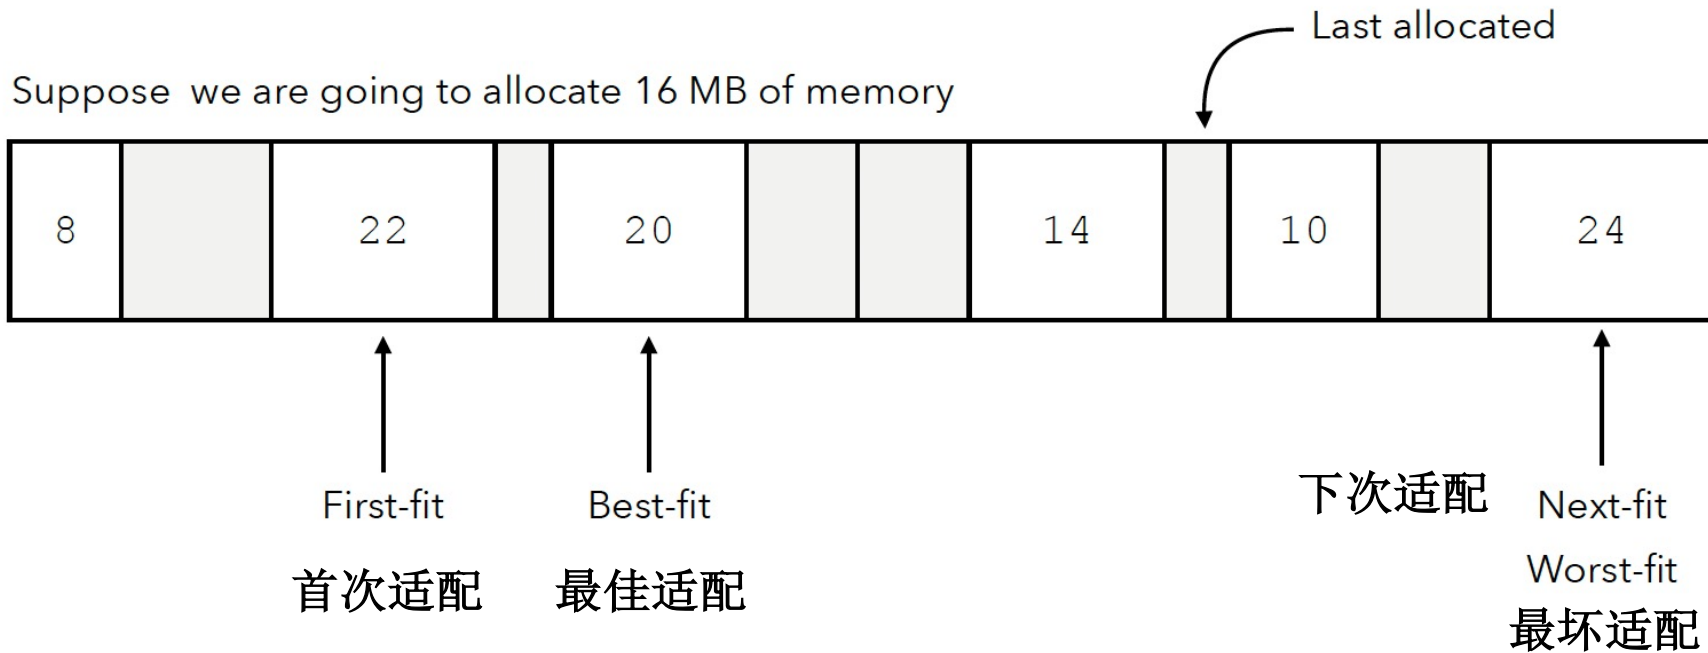 Last allocated
Suppose we are going to allocate 16 MB of memory
8 22 20 14 10 24
First-fit Best-fit 下次适配 Next-fit
首次适配 最佳适配 Worst-fit
最坏适配